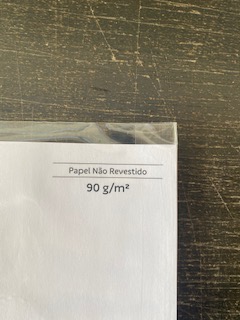 Papel Não Revestido
90 g/m²